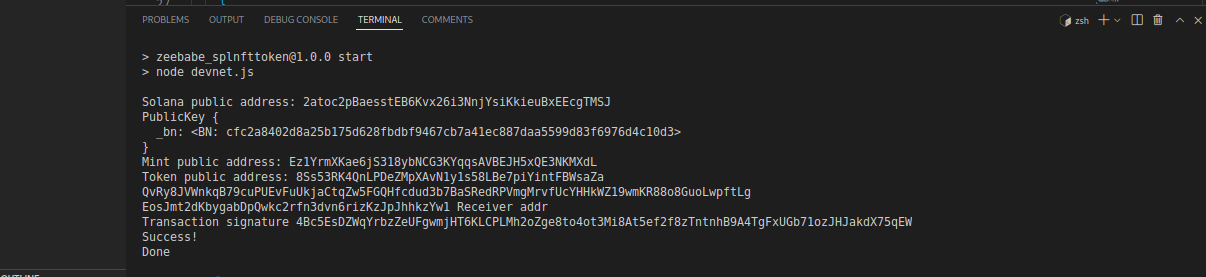 PROBLEMS OUTPUT DEBUG CONSOLE TERMINAL COMMENTS zsh
> zeebabe_splnfttoken@1.0.0 start
> node devnet.js
Solana public address: 2atoc2pBaesstEB6Kvx26i3NnjYsiKkieuBxEEcgTMSJ
PublicKey {
_bn: <BN: cfc2a8402d8a25b175d628fbdbf9467cb7a41ec887daa5599d83f6976d4c10d3>
}
Mint public address: Ez1YrmXKae6jS318ybNCG3KYqqsAVBEJH5xQE3NKMXdL
Token public address: 8Ss53RK4QnLPDeZMpXAvN1y1s58LBe7piYintFBWsaZa
QvRy8JVWnkqB79cuPUEvFuUkjaCtqZw5FGQHfcdud3b7BaSRedRPVmgMrvfUcYHHkWZ19wmKR88o8GuoLwpftLg
EosJmt2dKbygabDpQwkc2rfn3dvn6rizKzJpJhhkzYw1 Receiver addr
Transaction signature 4Bc5EsDZWqYrbzZeUFgwmjHT6KLCPLMh2oZge8to4ot3Mi8At5ef2f8zTntnhB9A4TgFxUGb71ozJHJakdX75qEW
Success!
Done